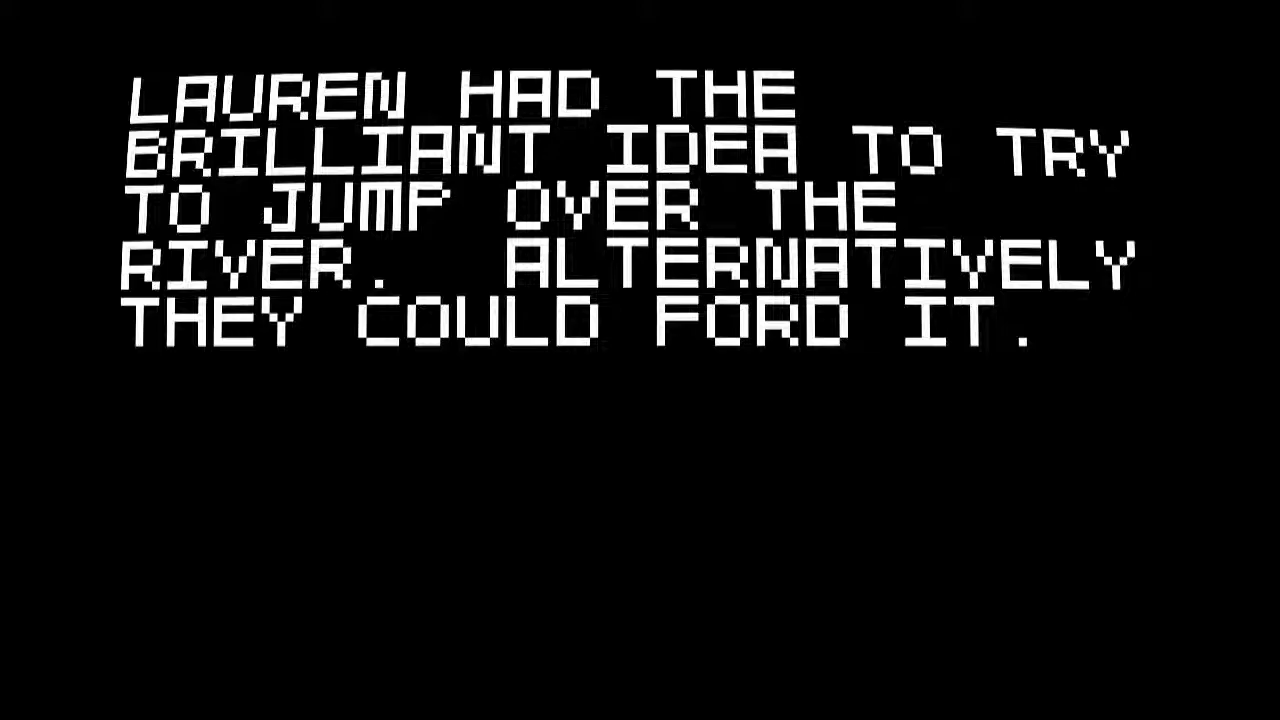 LAUREN HAD THE
BRILLIANT IDEA TO TRY
TO JUMP OVER THE
RIVER.  ALTERNATIVELY
THEY COULD FORD IT.